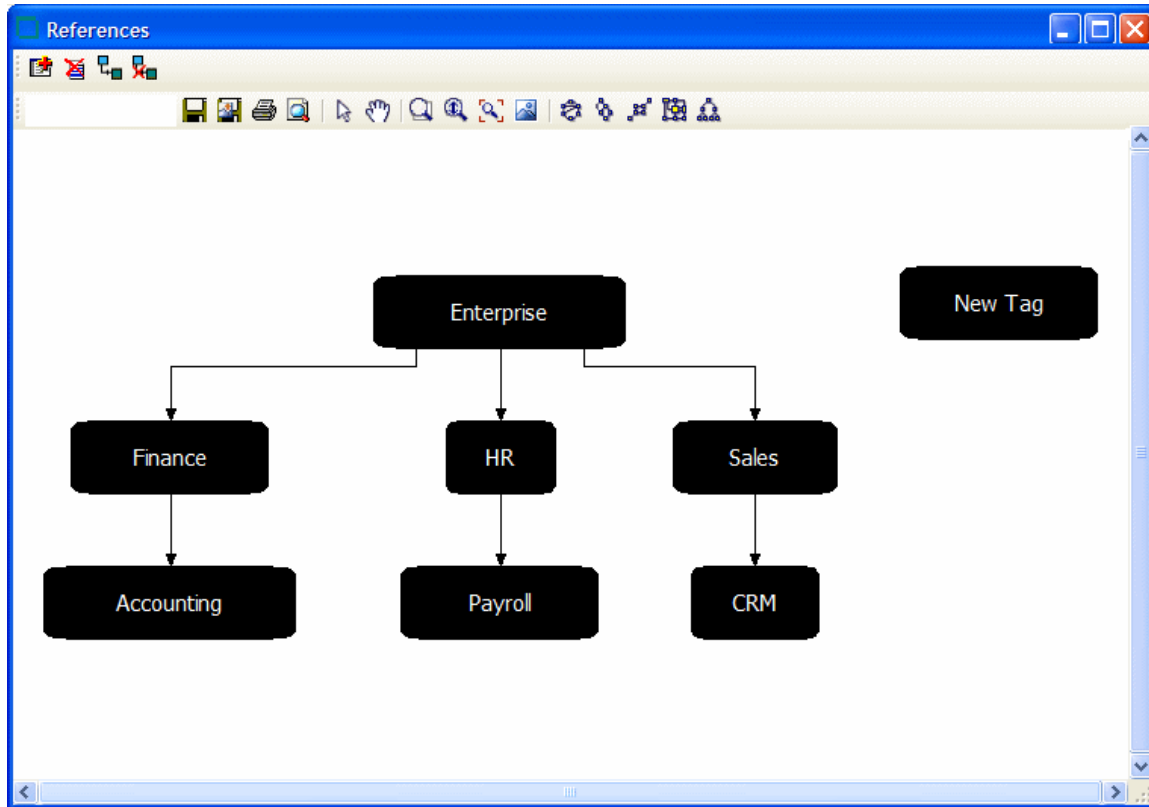 References
Enterprise
New Tag
Finance
HR
Sales
Accounting
Payroll
CRM